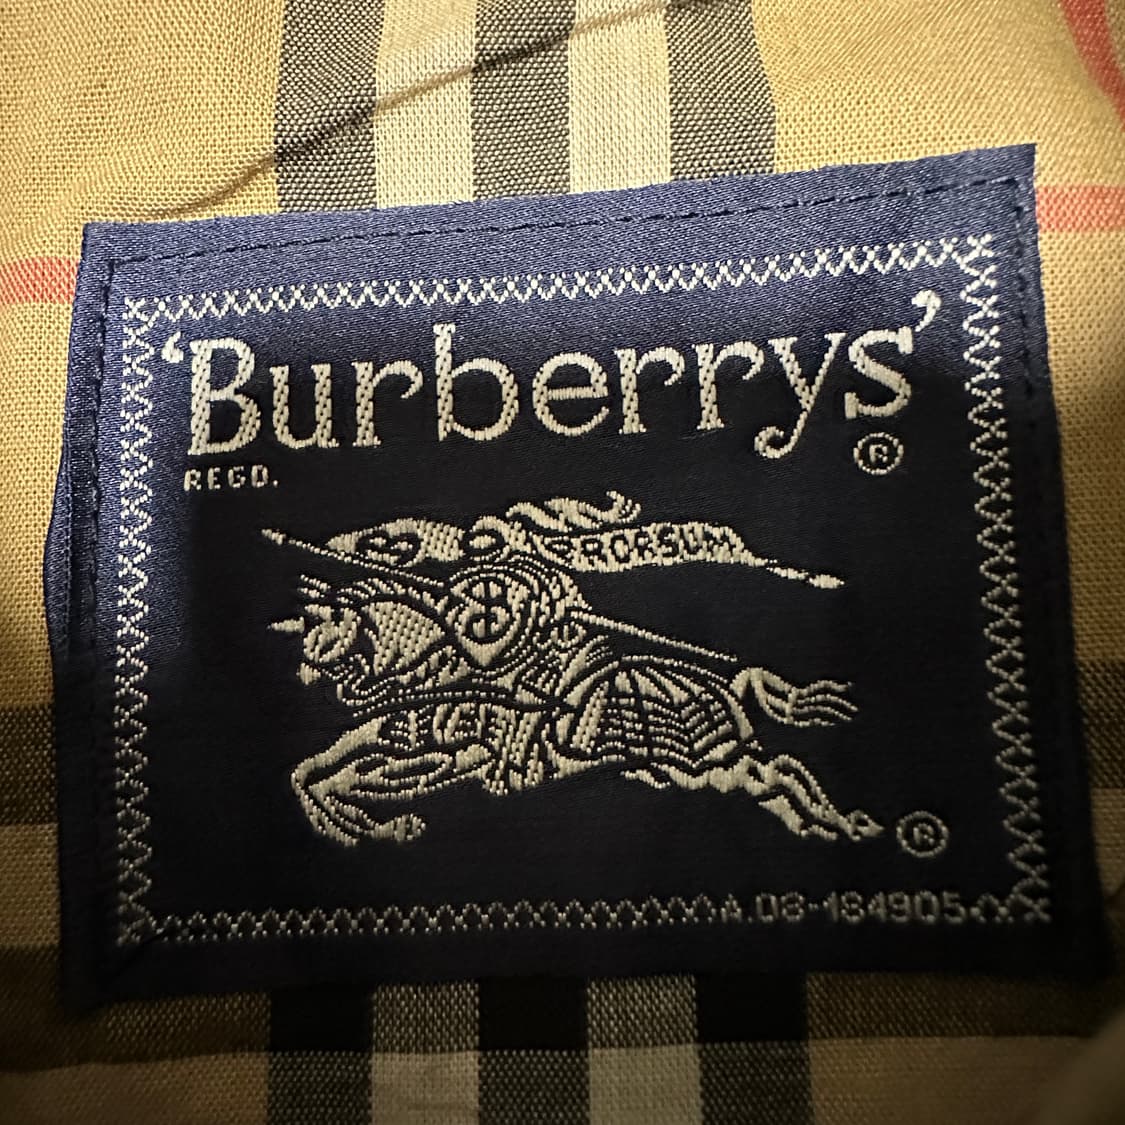 ‘Burberrys’
®
REGD.
PRORSUM
®
A.08-184905